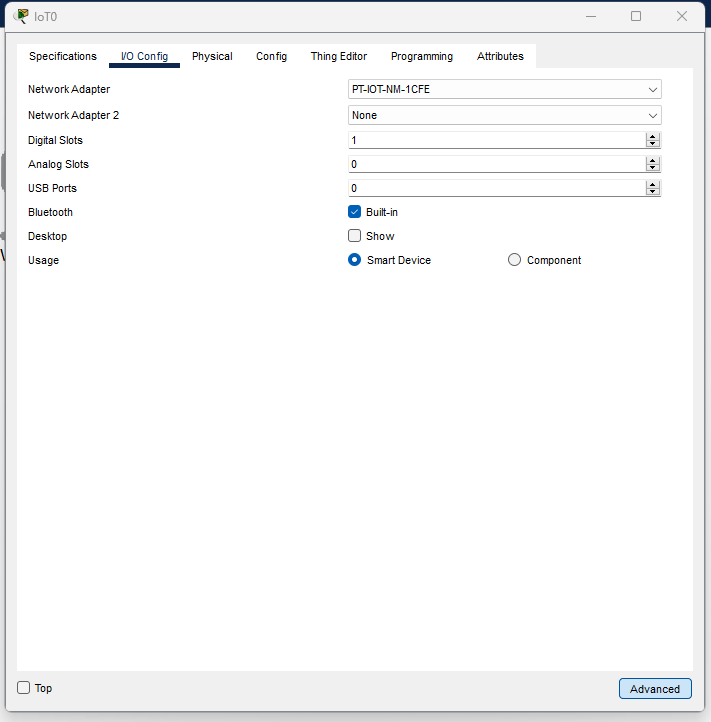 IoT0
Specifications I/O Config Physical Config Thing Editor Programming Attributes
Network Adapter PT-IOT-NM-1CFE
Network Adapter 2 None
Digital Slots 1
Analog Slots 0
USB Ports 0
Bluetooth Built-in
Desktop Show
Usage Smart Device Component
Top Advanced